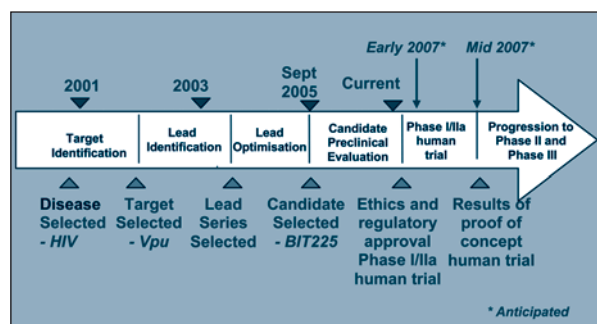 Early 2007*
Mid 2007*
2001
2003
Sept
2005
Current
Target
Identification
Lead
Identification
Lead
Optimisation
Candidate
Preclinical
Evaluation
Phase I/IIa
human
trial
Progression to
Phase II and
Phase III
Disease
Selected
- HIV
Target
Selected
- Vpu
Lead
Series
Selected
Candidate
Selected
- BIT225
Ethics and
regulatory
approval
Phase I/IIa
human trial
Results of
proof of
concept
human trial
* Anticipated